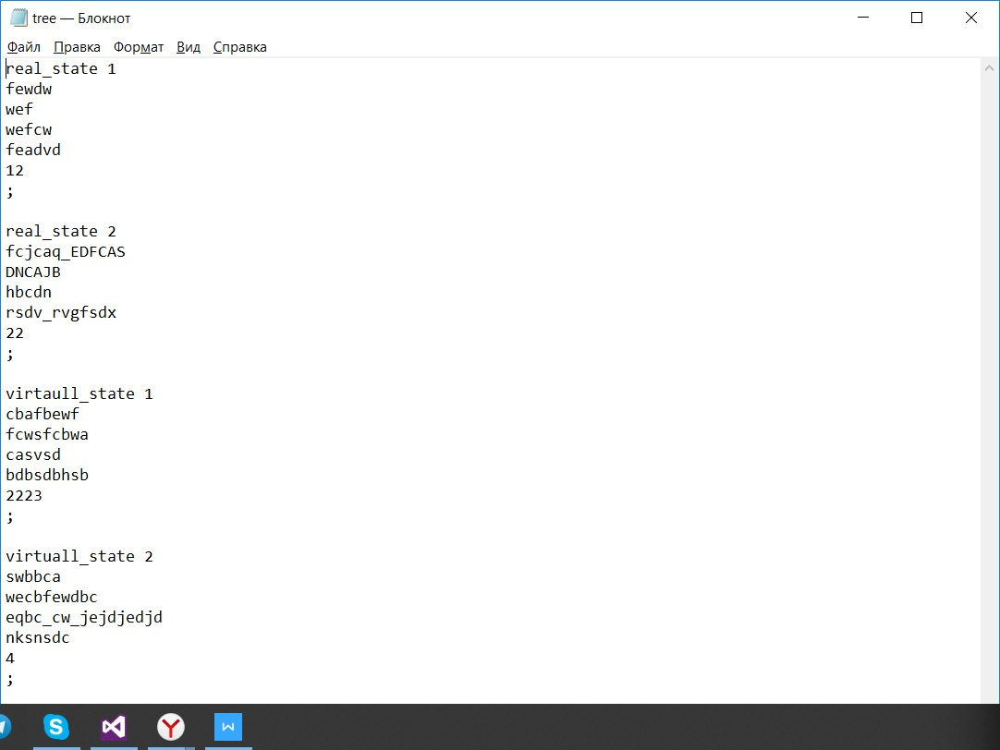 tree — Блокнот
Файл Правка Формат Вид Справка
real_state 1
fewdw
wef
wefcw
feadvd
12
;
real_state 2
fcjcaq_EDFCAS
DNCAJB
hbcdn
rsdv_rvgfsdx
22
;
virtaull_state 1
cbafbewf
fcwsfcbwa
casvsd
bdbsdbhsb
2223
;
virtuall_state 2
swbbca
wecbfewdbc
eqbc_cw_jejdjedjd
nksnsdc
4
;